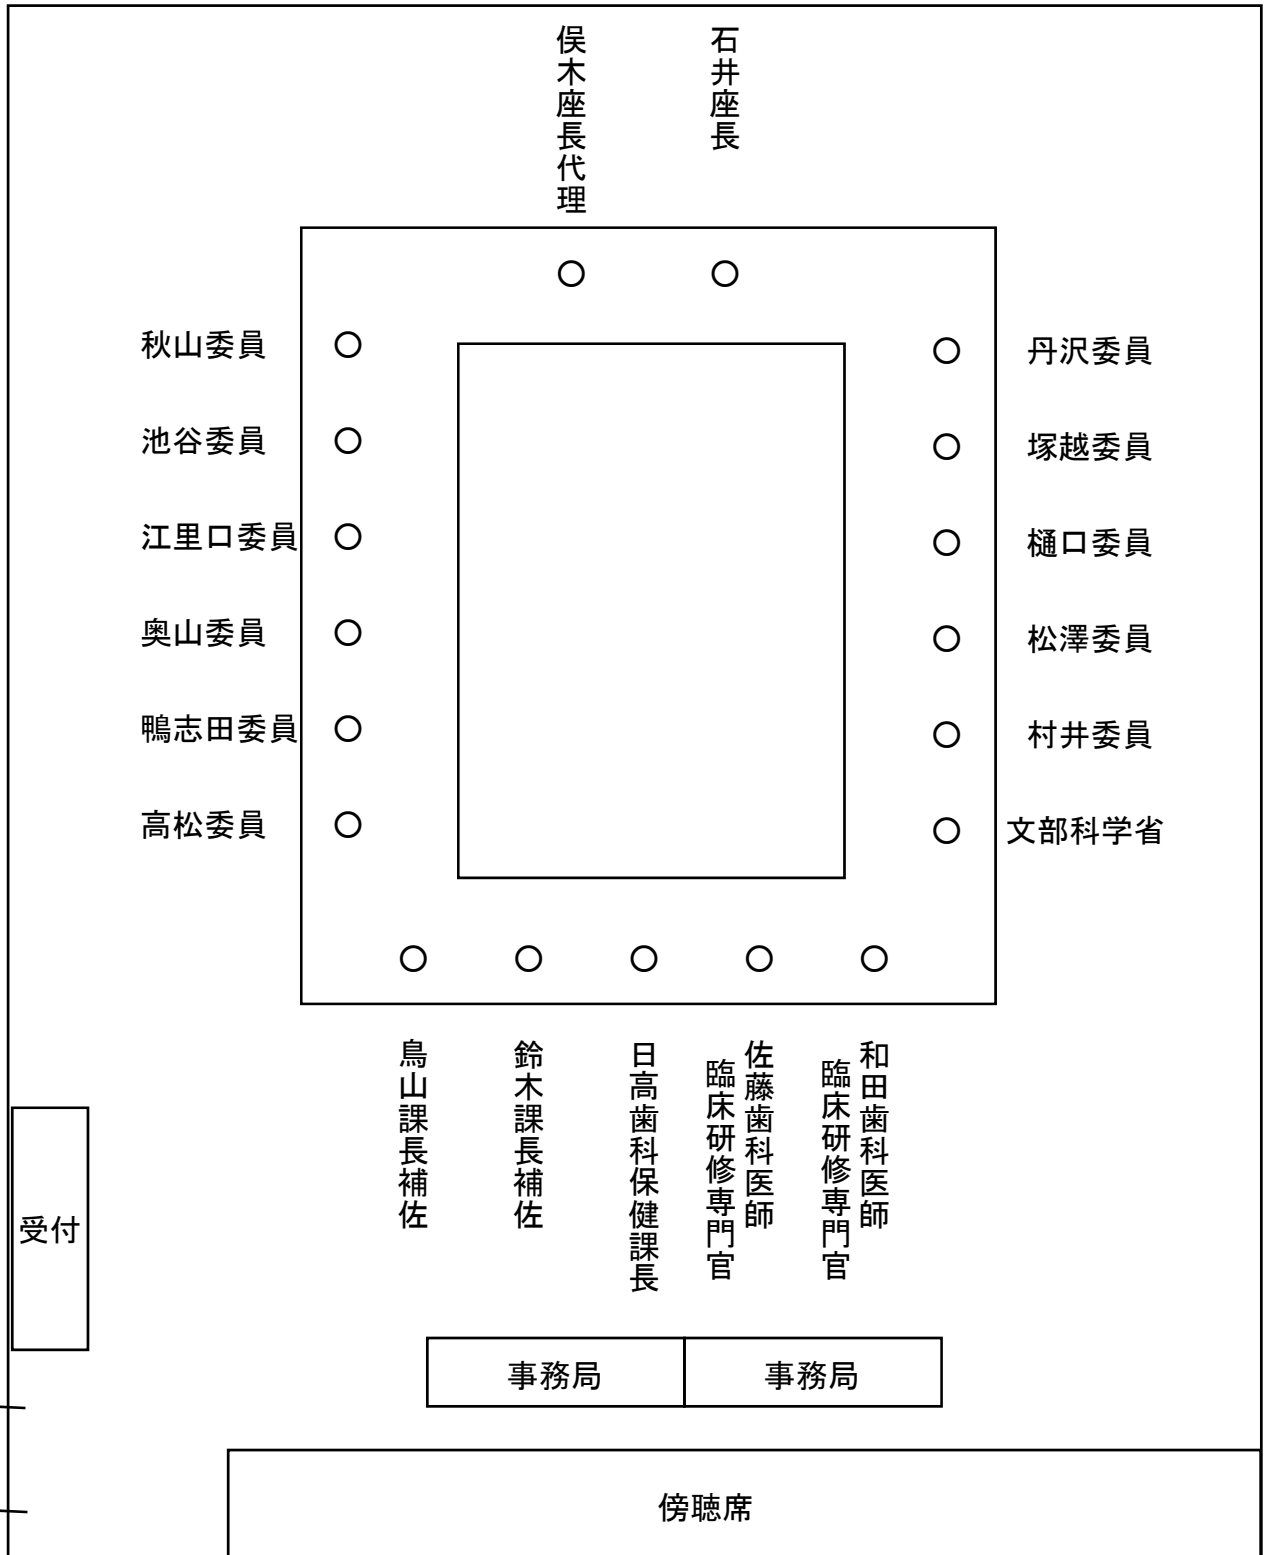 俣木座長代理
石井座長
秋山委員
池谷委員
江里口委員
奥山委員
鴨志田委員
高松委員
丹沢委員
塚越委員
樋口委員
松澤委員
村井委員
文部科学省
鳥山課長補佐
鈴木課長補佐
日高歯科保健課長
佐藤歯科医師
臨床研修専門官
和田歯科医師
臨床研修専門官
受付
事務局
事務局
傍聴席